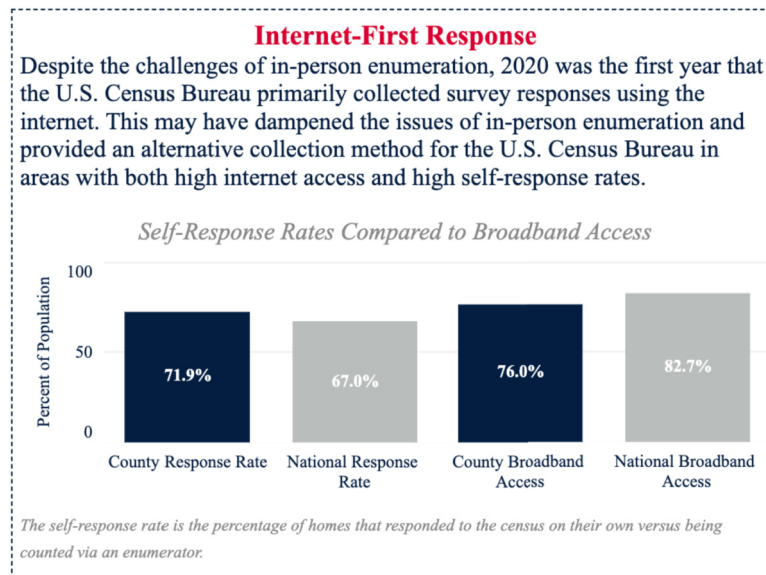 Internet-First Response
Despite the challenges of in-person enumeration, 2020 was the first year that
the U.S. Census Bureau primarily collected survey responses using the
internet. This may have dampened the issues of in-person enumeration and
provided an alternative collection method for the U.S. Census Bureau in
areas with both high internet access and high self-response rates.
Self-Response Rates Compared to Broadband Access
Percent of Population
100
50
0
71.9%
67.0%
76.0%
82.7%
County Response Rate
National Response
Rate
County Broadband
Access
National Broadband
Access
The self-response rate is the percentage of homes that responded to the census on their own versus being
counted via an enumerator.